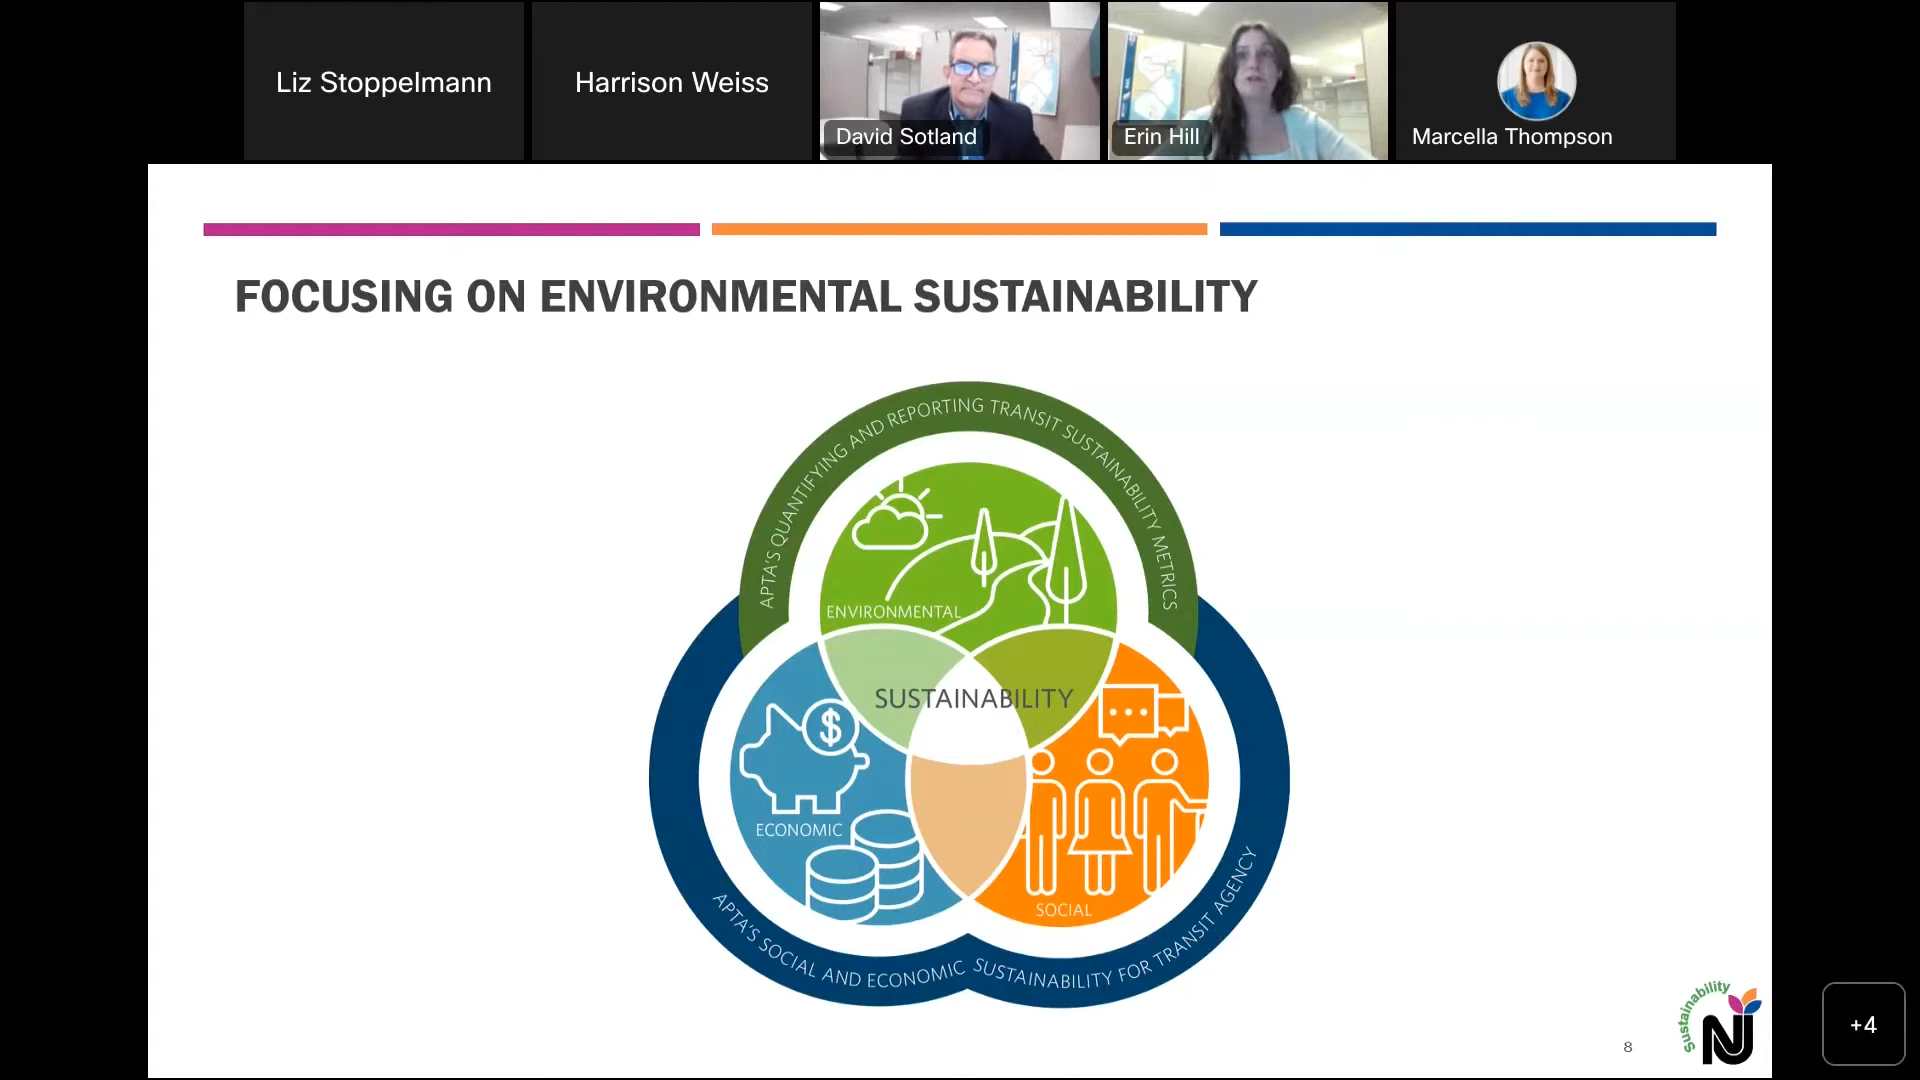 Liz Stoppelmann
Harrison Weiss
David Sotland
Erin Hill
Marcella Thompson
FOCUSING ON ENVIRONMENTAL SUSTAINABILITY
APTA'S QUANTIFYING AND REPORTING TRANSIT SUSTAINABILITY METRICS
ENVIRONMENTAL
SUSTAINABILITY
$
ECONOMIC
SOCIAL
APTA'S SOCIAL AND ECONOMIC SUSTAINABILITY FOR TRANSIT AGENCY
Sustainability
NJ
8
+4